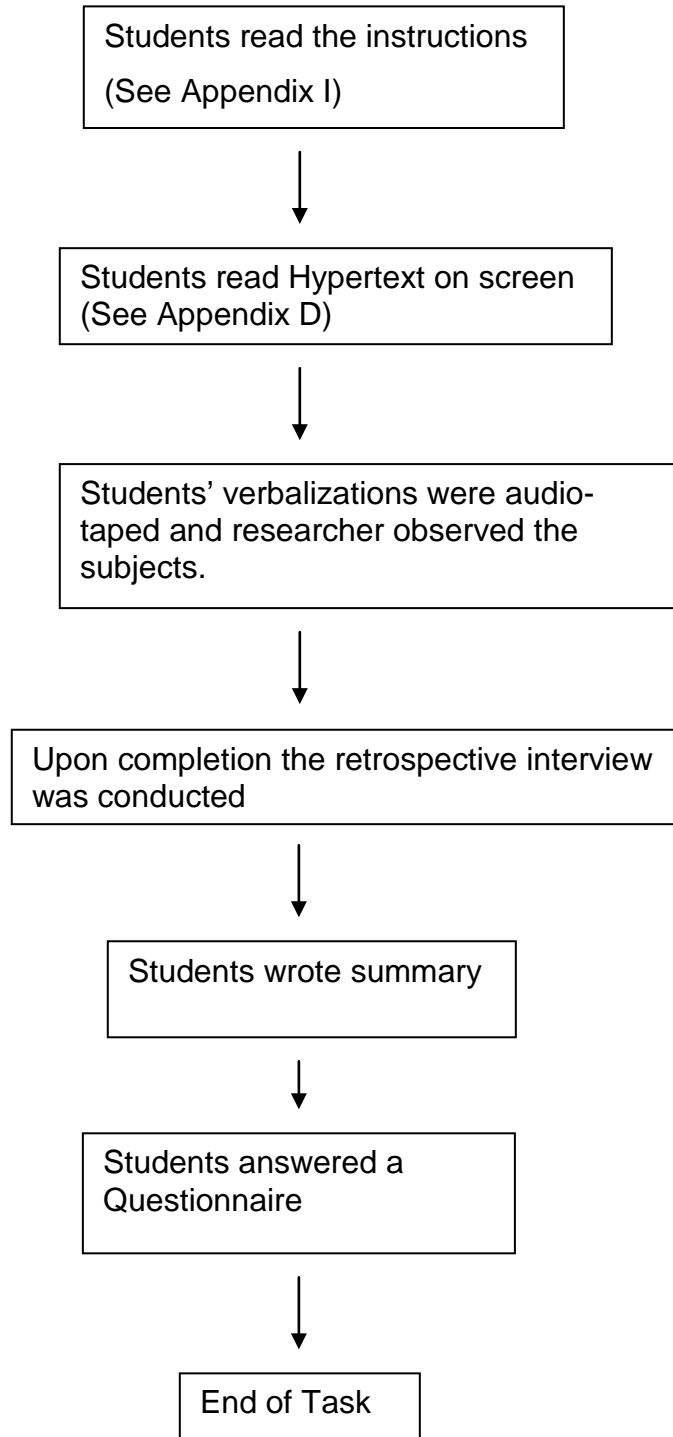 Students read the instructions
(See Appendix I)
Students read Hypertext on screen
(See Appendix D)
Students’ verbalizations were audio-
taped and researcher observed the
subjects.
Upon completion the retrospective interview
was conducted
Students wrote summary
Students answered a
Questionnaire
End of Task